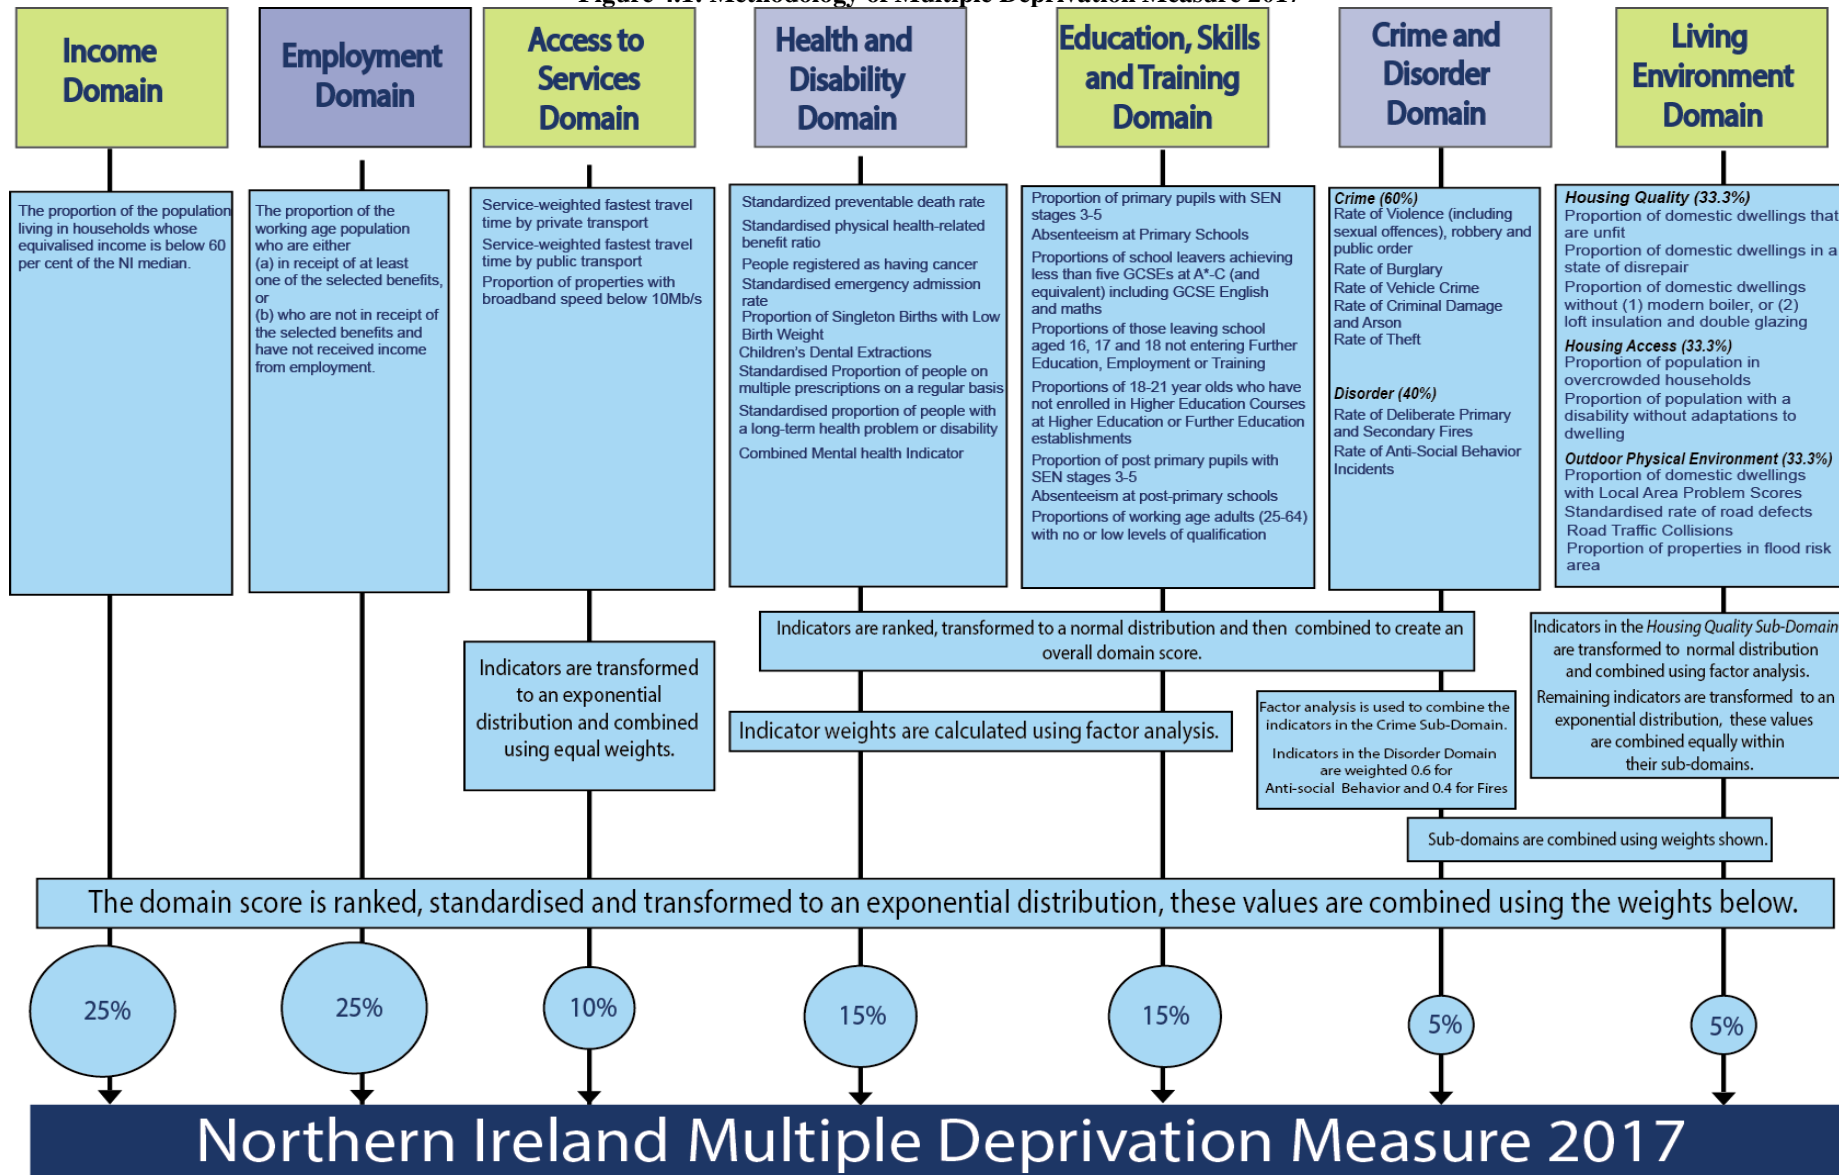 Figure 4.1: Methodology of Multiple Deprivation Measure 2017
Income
Domain
Employment
Domain
Access to
Services
Domain
Health and
Disability
Domain
Education, Skills
and Training
Domain
Crime and
Disorder
Domain
Living
Environment
Domain
The proportion of the population
living in households whose
equivalised income is below 60
per cent of the NI median.
The proportion of the
working age population
who are either
(a) in receipt of at least
one of the selected benefits,
or
(b) who are not in receipt of
the selected benefits and
have not received income
from employment.
Service-weighted fastest travel
time by private transport
Service-weighted fastest travel
time by public transport
Proportion of properties with
broadband speed below 10Mb/s
Standardized preventable death rate
Standardised physical health-related
benefit ratio
People registered as having cancer
Standardised emergency admission
rate
Proportion of Singleton Births with Low
Birth Weight
Children's Dental Extractions
Standardised Proportion of people on
multiple prescriptions on a regular basis
Standardised proportion of people with
a long-term health problem or disability
Combined Mental health Indicator
Proportion of primary pupils with SEN
stages 3-5
Absenteeism at Primary Schools
Proportions of school leavers achieving
less than five GCSEs at A*-C (and
equivalent) including GCSE English
and maths
Proportions of those leaving school
aged 16, 17 and 18 not entering Further
Education, Employment or Training
Proportions of 18-21 year olds who have
not enrolled in Higher Education Courses
at Higher Education or Further Education
establishments
Proportion of post primary pupils with
SEN stages 3-5
Absenteeism at post-primary schools
Proportions of working age adults (25-64)
with no or low levels of qualification
Crime (60%)
Rate of Violence (including
sexual offences), robbery and
public order
Rate of Burglary
Rate of Vehicle Crime
Rate of Criminal Damage
and Arson
Rate of Theft
Disorder (40%)
Rate of Deliberate Primary
and Secondary Fires
Rate of Anti-Social Behavior
Incidents
Housing Quality (33.3%)
Proportion of domestic dwellings that
are unfit
Proportion of domestic dwellings in a
state of disrepair
Proportion of domestic dwellings
without (1) modern boiler, or (2)
loft insulation and double glazing
Housing Access (33.3%)
Proportion of population in
overcrowded households
Proportion of population with a
disability without adaptations to
dwelling
Outdoor Physical Environment (33.3%)
Proportion of domestic dwellings
with Local Area Problem Scores
Standardised rate of road defects
Road Traffic Collisions
Proportion of properties in flood risk
area
Indicators are transformed
to an exponential
distribution and combined
using equal weights.
Indicators are ranked, transformed to a normal distribution and then combined to create an
overall domain score.
Indicator weights are calculated using factor analysis.
Factor analysis is used to combine the
indicators in the Crime Sub-Domain.
Indicators in the Disorder Domain
are weighted 0.6 for
Anti-social Behavior and 0.4 for Fires
Indicators in the Housing Quality Sub-Domain
are transformed to normal distribution
and combined using factor analysis.
Remaining indicators are transformed to an
exponential distribution, these values
are combined equally within
their sub-domains.
Sub-domains are combined using weights shown.
The domain score is ranked, standardised and transformed to an exponential distribution, these values are combined using the weights below.
25%
25%
10%
15%
15%
5%
5%
Northern Ireland Multiple Deprivation Measure 2017